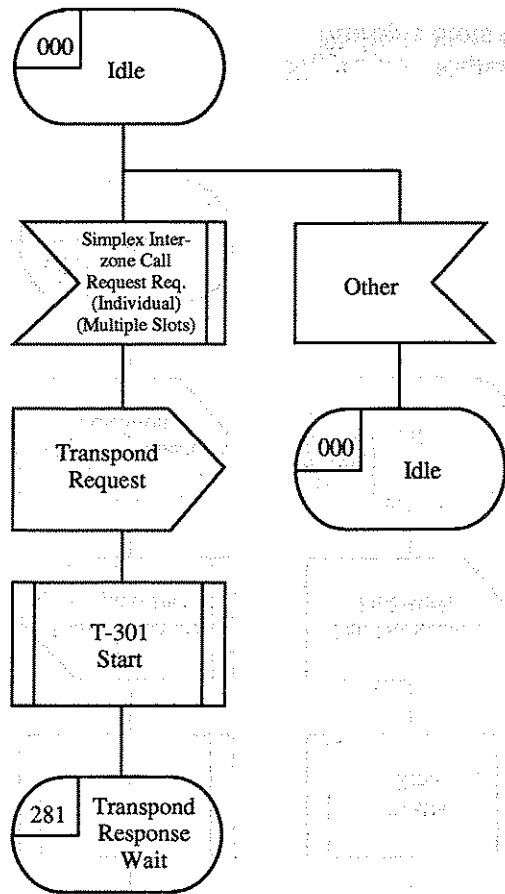 000
Idle
Simplex Inter-
zone Call
Request Req.
(Individual)
(Multiple Slots)
Other
Transpond
Request
000
Idle
T-301
Start
281
Transpond
Response
Wait